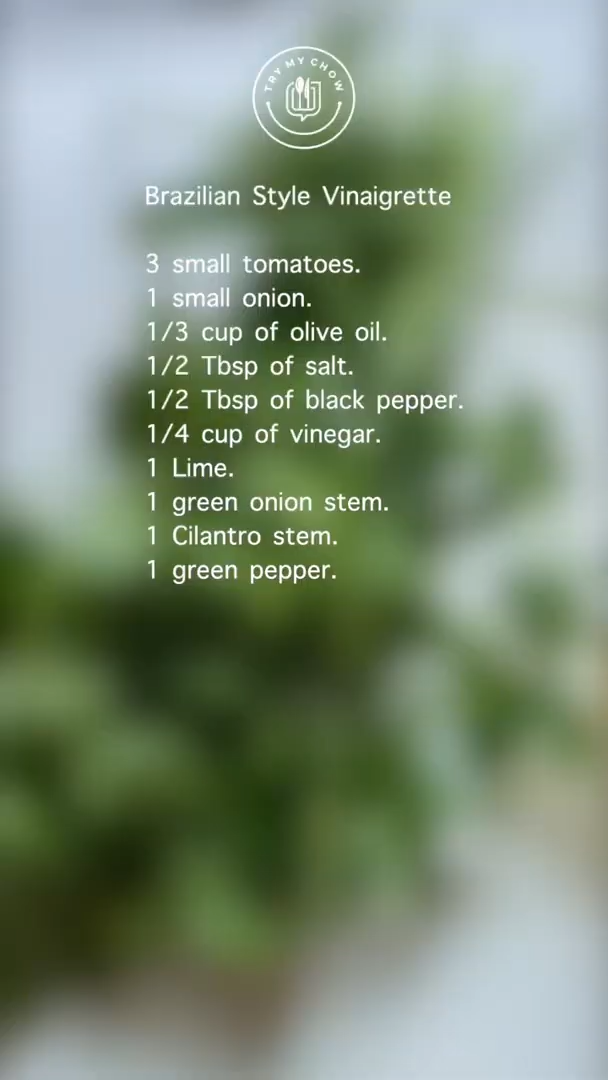 TRY MY CHOW
Brazilian Style Vinaigrette
3 small tomatoes.
1 small onion.
1/3 cup of olive oil.
1/2 Tbsp of salt.
1/2 Tbsp of black pepper.
1/4 cup of vinegar.
1 Lime.
1 green onion stem.
1 Cilantro stem.
1 green pepper.